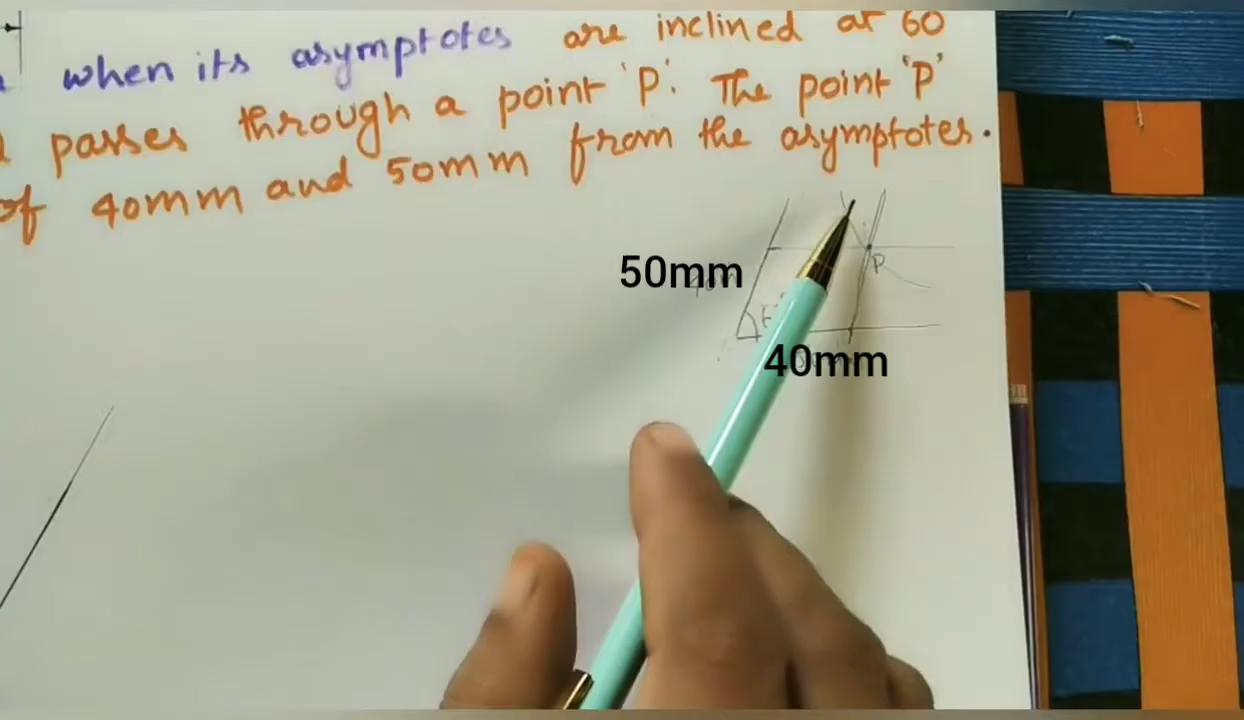 when its asymptotes are inclined at 60
passes through a point 'P'. The point 'P'
of 40mm and 50mm from the asymptotes.
50mm
P
40mm